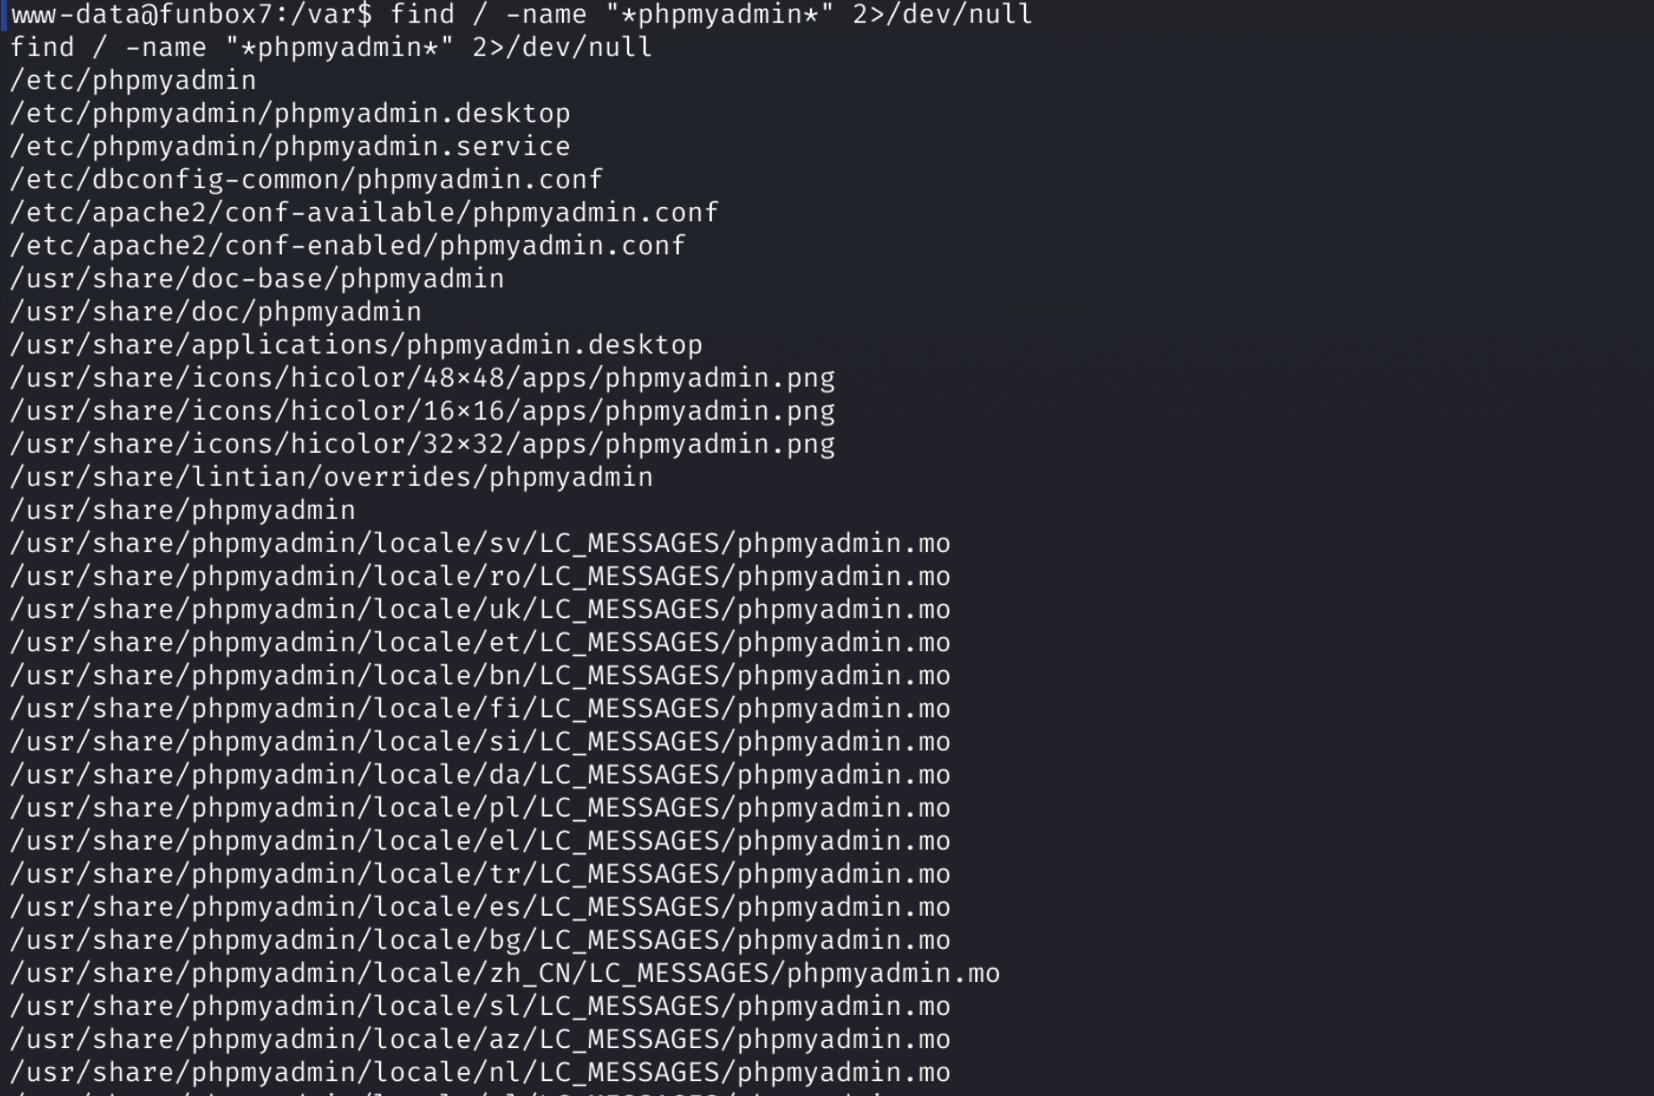 www-data@funbox7:/var$ find / -name "*phpmyadmin*" 2>/dev/null
find / -name "*phpmyadmin*" 2>/dev/null
/etc/phpmyadmin
/etc/phpmyadmin/phpmyadmin.desktop
/etc/phpmyadmin/phpmyadmin.service
/etc/dbconfig-common/phpmyadmin.conf
/etc/apache2/conf-available/phpmyadmin.conf
/etc/apache2/conf-enabled/phpmyadmin.conf
/usr/share/doc-base/phpmyadmin
/usr/share/doc/phpmyadmin
/usr/share/applications/phpmyadmin.desktop
/usr/share/icons/hicolor/48×48/apps/phpmyadmin.png
/usr/share/icons/hicolor/16×16/apps/phpmyadmin.png
/usr/share/icons/hicolor/32×32/apps/phpmyadmin.png
/usr/share/lintian/overrides/phpmyadmin
/usr/share/phpmyadmin
/usr/share/phpmyadmin/locale/sv/LC_MESSAGES/phpmyadmin.mo
/usr/share/phpmyadmin/locale/ro/LC_MESSAGES/phpmyadmin.mo
/usr/share/phpmyadmin/locale/uk/LC_MESSAGES/phpmyadmin.mo
/usr/share/phpmyadmin/locale/et/LC_MESSAGES/phpmyadmin.mo
/usr/share/phpmyadmin/locale/bn/LC_MESSAGES/phpmyadmin.mo
/usr/share/phpmyadmin/locale/fi/LC_MESSAGES/phpmyadmin.mo
/usr/share/phpmyadmin/locale/si/LC_MESSAGES/phpmyadmin.mo
/usr/share/phpmyadmin/locale/da/LC_MESSAGES/phpmyadmin.mo
/usr/share/phpmyadmin/locale/pl/LC_MESSAGES/phpmyadmin.mo
/usr/share/phpmyadmin/locale/el/LC_MESSAGES/phpmyadmin.mo
/usr/share/phpmyadmin/locale/tr/LC_MESSAGES/phpmyadmin.mo
/usr/share/phpmyadmin/locale/es/LC_MESSAGES/phpmyadmin.mo
/usr/share/phpmyadmin/locale/bg/LC_MESSAGES/phpmyadmin.mo
/usr/share/phpmyadmin/locale/zh_CN/LC_MESSAGES/phpmyadmin.mo
/usr/share/phpmyadmin/locale/sl/LC_MESSAGES/phpmyadmin.mo
/usr/share/phpmyadmin/locale/az/LC_MESSAGES/phpmyadmin.mo
/usr/share/phpmyadmin/locale/nl/LC_MESSAGES/phpmyadmin.mo